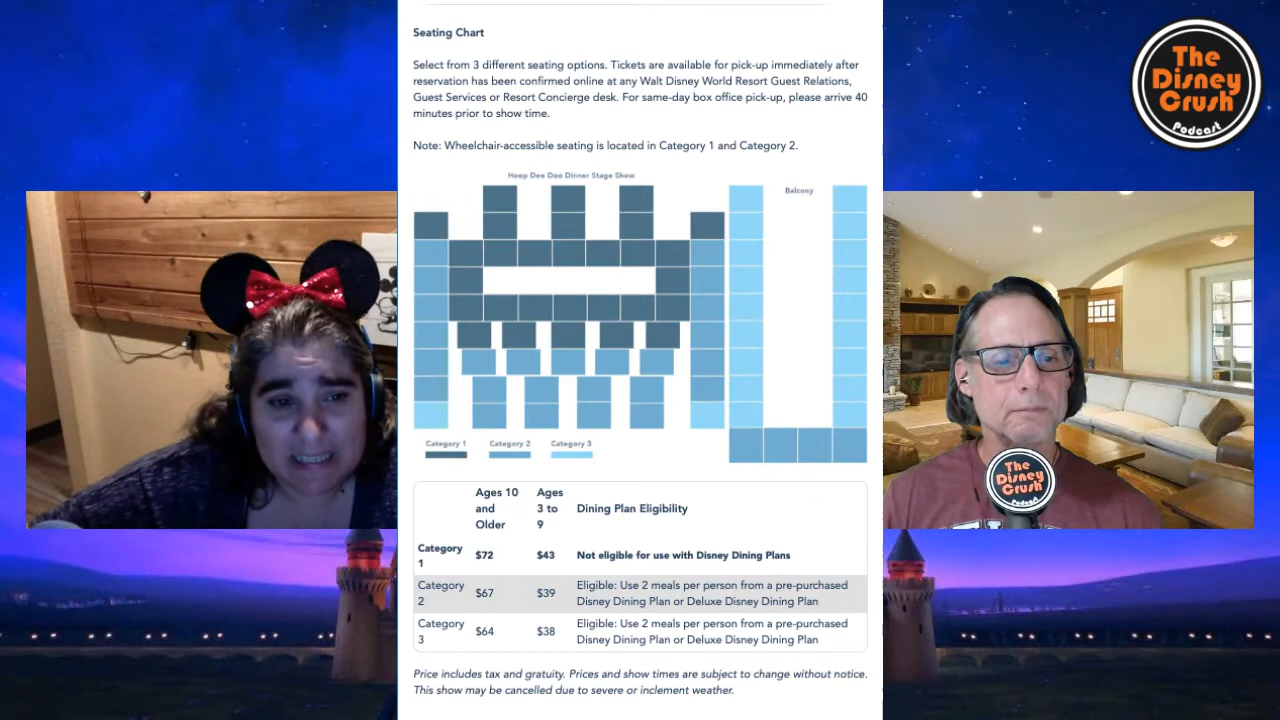 Seating Chart
Select from 3 different seating options. Tickets are available for pick-up immediately after
reservation has been confirmed online at any Walt Disney World Resort Guest Relations,
Guest Services or Resort Concierge desk. For same-day box office pick-up, please arrive 40
minutes prior to show time.
Note: Wheelchair-accessible seating is located in Category 1 and Category 2.
Hoop Dee Doo Dinner Stage Show
Balcony
Category 1 Category 2 Category 3
Ages 10 and Older
Ages 3 to 9
Dining Plan Eligibility
Category 1 $72 $43 Not eligible for use with Disney Dining Plans
Category 2 $67 $39 Eligible: Use 2 meals per person from a pre-purchased
Disney Dining Plan or Deluxe Disney Dining Plan
Category 3 $64 $38 Eligible: Use 2 meals per person from a pre-purchased
Disney Dining Plan or Deluxe Disney Dining Plan
Price includes tax and gratuity. Prices and show times are subject to change without notice.
This show may be cancelled due to severe or inclement weather.
The
Disney
Crush
Podcast
The
Disney
Crush
Podcast